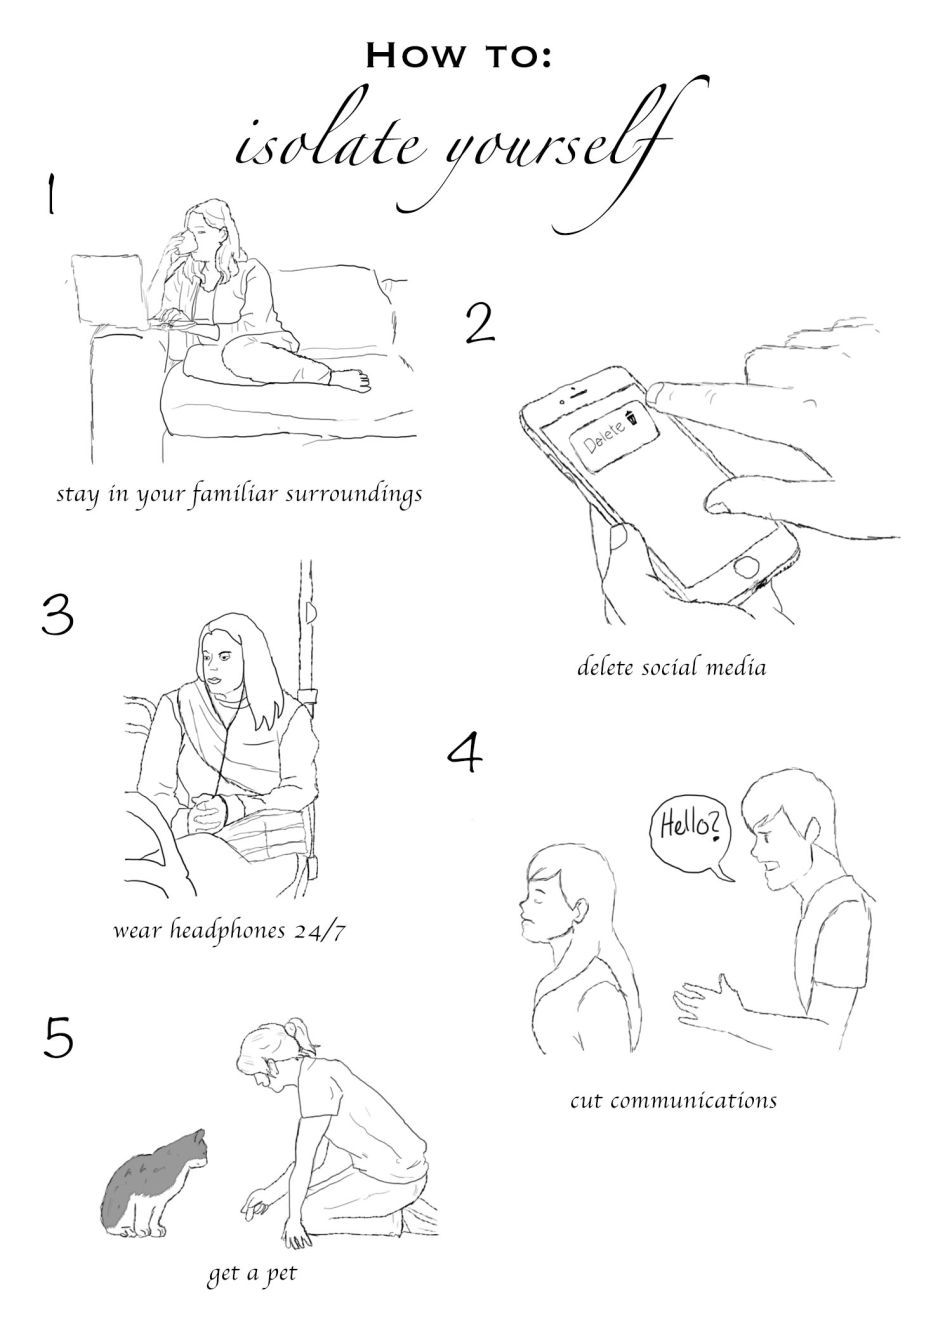 How to:
isolate yourself
1
stay in your familiar surroundings
2
Delete
delete social media
3
wear headphones 24/7
4
Hello?
cut communications
5
get a pet